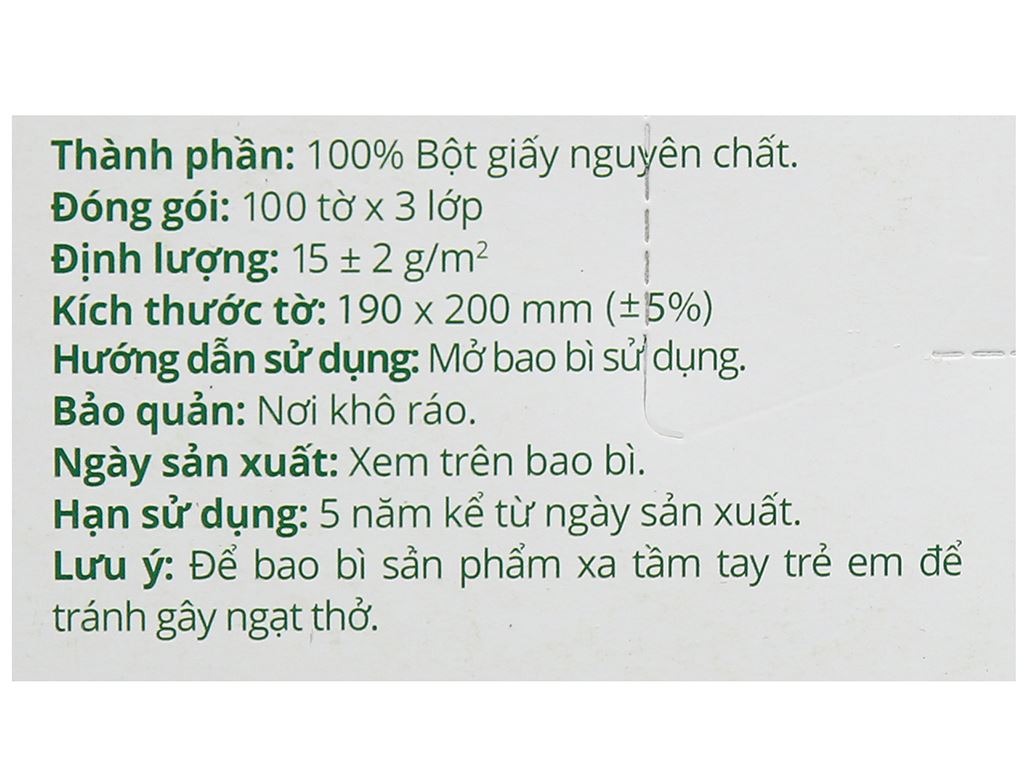 Thành phần: 100% Bột giấy nguyên chất.
Đóng gói: 100 tờ x 3 lớp
Định lượng: 15 ± 2 g/m²
Kích thước tờ: 190 x 200 mm (±5%)
Hướng dẫn sử dụng: Mở bao bì sử dụng.
Bảo quản: Nơi khô ráo.
Ngày sản xuất: Xem trên bao bì.
Hạn sử dụng: 5 năm kể từ ngày sản xuất.
Lưu ý: Để bao bì sản phẩm xa tầm tay trẻ em để
tránh gây ngạt thở.